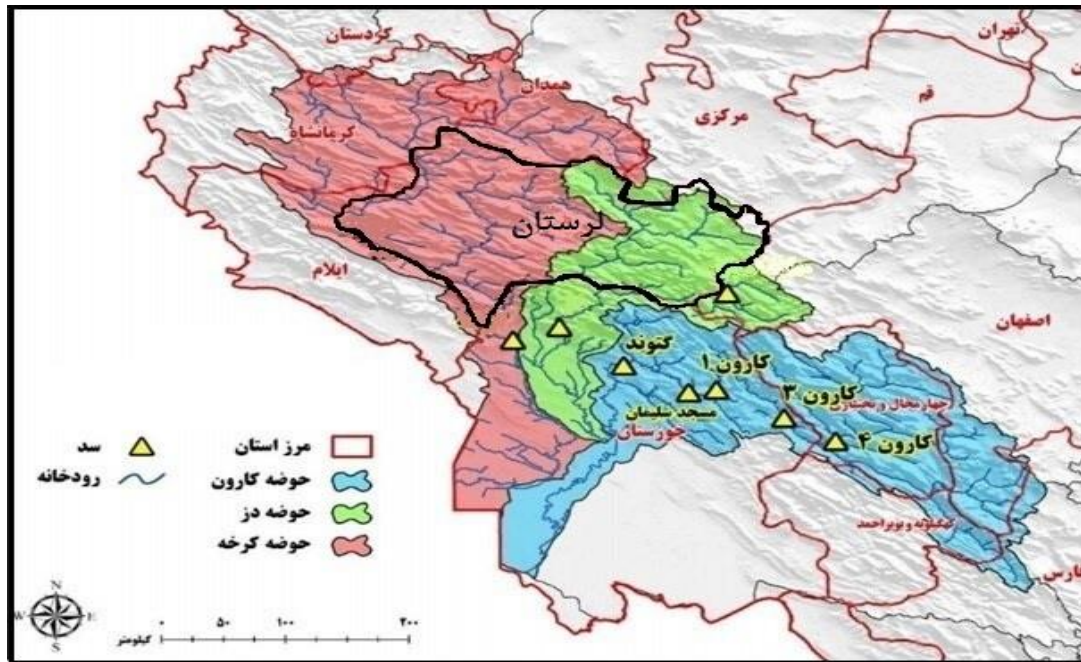 کردستان
تهران
همدان
قم
مرکزی
کرمانشاه
لرستان
ایلام
اصفهان
گتوند
کارون ۱
مسجد سلیمان
کارون ۳
چهارمحال و بختیاری
خوزستان
کارون ۴
کهگیلویه و بویراحمد
فارس
سد
رودخانه
مرز استان
حوضه کارون
حوضه دز
حوضه کرخه
N
W E
S
۰ ۵۰ ۱۰۰ ۲۰۰
کیلومتر